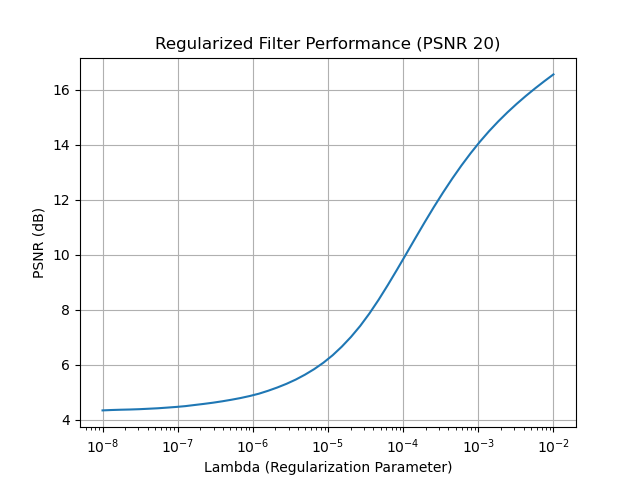 Regularized Filter Performance (PSNR 20)
PSNR (dB)
16
14
12
10
8
6
4
10⁻⁸ 10⁻⁷ 10⁻⁶ 10⁻⁵ 10⁻⁴ 10⁻³ 10⁻²
Lambda (Regularization Parameter)